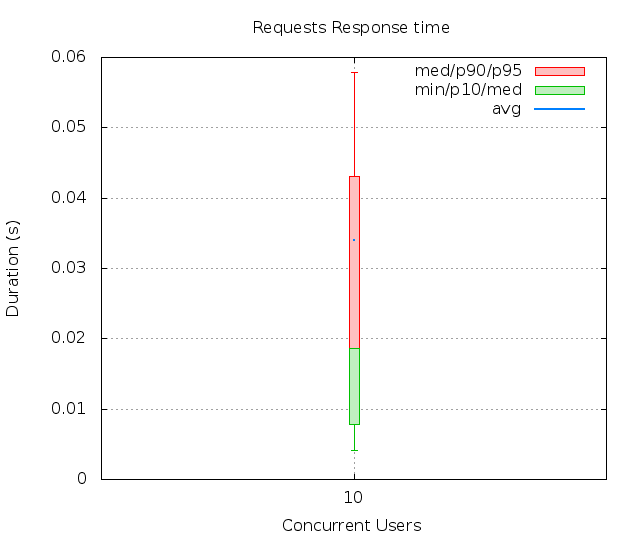 Requests Response time
0.06
0.05
0.04
0.03
0.02
0.01
0
Duration (s)
med/p90/p95
min/p10/med
avg
10
Concurrent Users